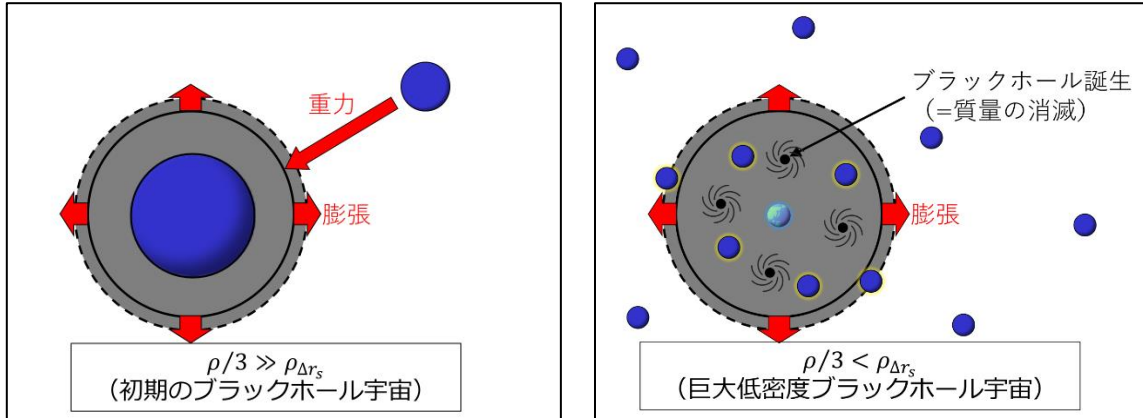 重力
膨張
ρ/3 ≫ ρ_{Δr_s}
(初期のブラックホール宇宙)
ブラックホール誕生
(=質量の消滅)
膨張
ρ/3 < ρ_{Δr_s}
(巨大低密度ブラックホール宇宙)